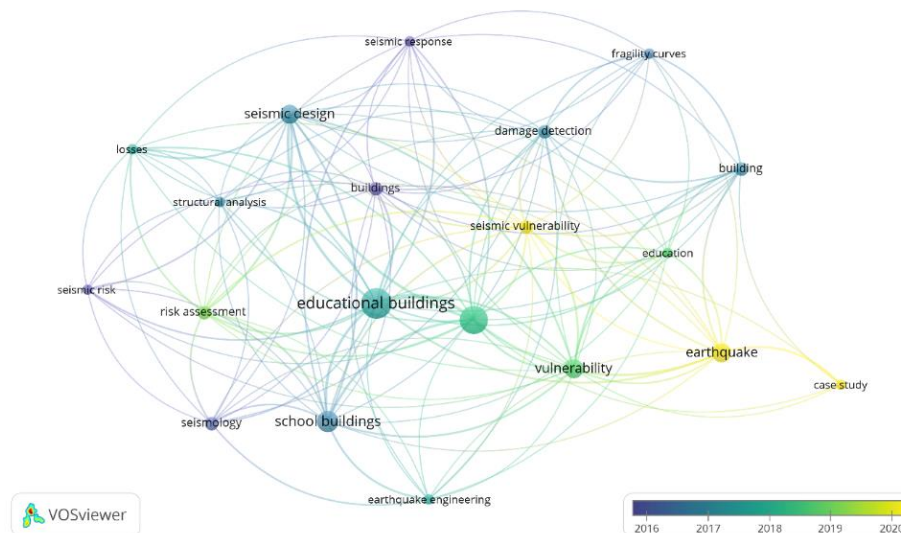 seismic response
fragility curves
seismic design
damage detection
losses
building
buildings
structural analysis
seismic vulnerability
education
seismic risk
educational buildings
risk assessment
earthquake
vulnerability
case study
school buildings
seismology
earthquake engineering
VOSviewer
2016 2017 2018 2019 2020